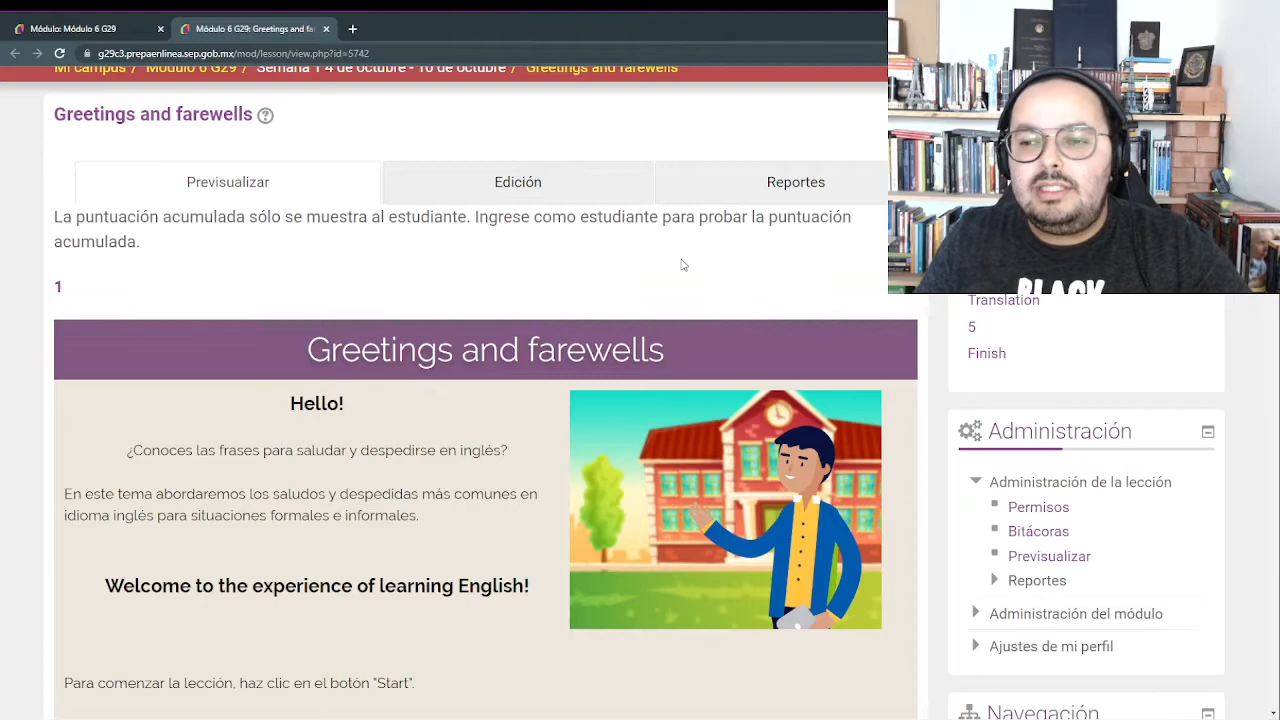 Módulo: Módulo 6 G29
Módulo 6 G29: Greetings and fa
g29c3.prepaenlinea.sep.gob.mx/mod/lesson/view.php?id=5742
Mi campus / Módulo 6 G29 / Semana 1 4 de octubre - 10 de octubre / Greetings and farewells
Greetings and farewells
Previsualizar
Edición
Reportes
La puntuación acumulada sólo se muestra al estudiante. Ingrese como estudiante para probar la puntuación
acumulada.
1
Greetings and farewells
Hello!
¿Conoces las frases para saludar y despedirse en inglés?
En este tema abordaremos los saludos y despedidas más comunes en
idioma inglés para situaciones formales e informales.
Welcome to the experience of learning English!
Para comenzar la lección, haz clic en el botón "Start".
BLACK
Translation
5
Finish
Administración
Administración de la lección
Permisos
Bitácoras
Previsualizar
Reportes
Administración del módulo
Ajustes de mi perfil
Navegación